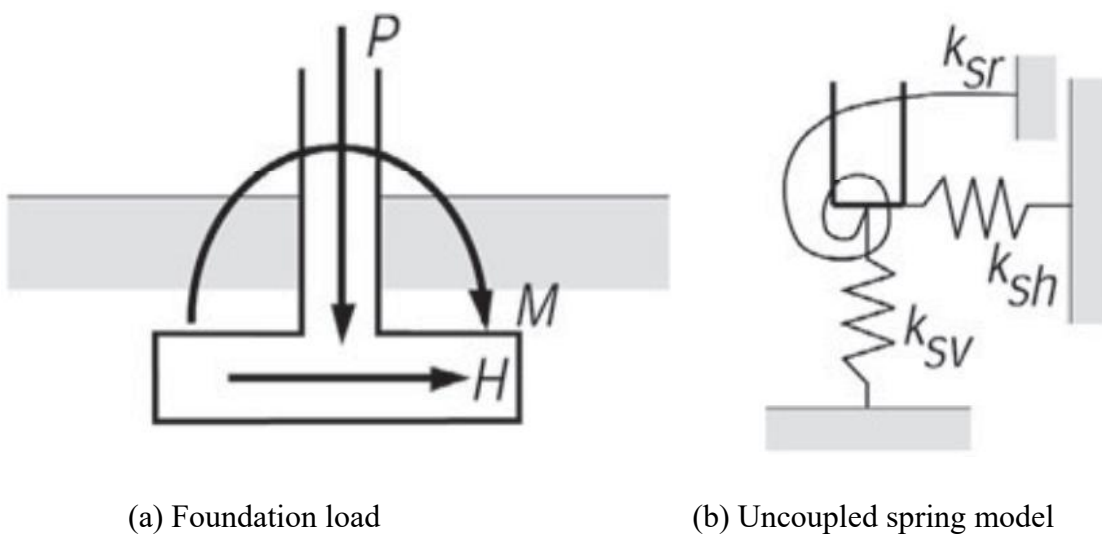 P
M
H
k_sr
k_sh
k_sv
(a) Foundation load
(b) Uncoupled spring model